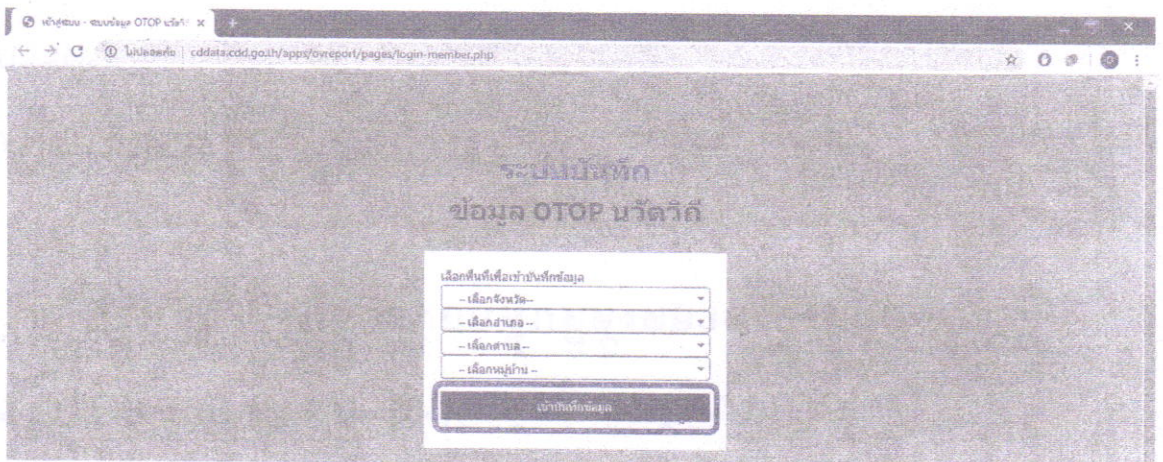 เข้าสู่ระบบ - ระบบข้อมูล OTOP นวัตวิถี
ไม่ปลอดภัย | cddata.cdd.go.th/apps/ovreport/pages/login-member.php
ระบบบันทึก
ข้อมูล OTOP นวัตวิถี
เลือกพื้นที่เพื่อเข้าบันทึกข้อมูล
-- เลือกจังหวัด--
-- เลือกอำเภอ --
-- เลือกตำบล --
-- เลือกหมู่บ้าน --
เข้าบันทึกข้อมูล